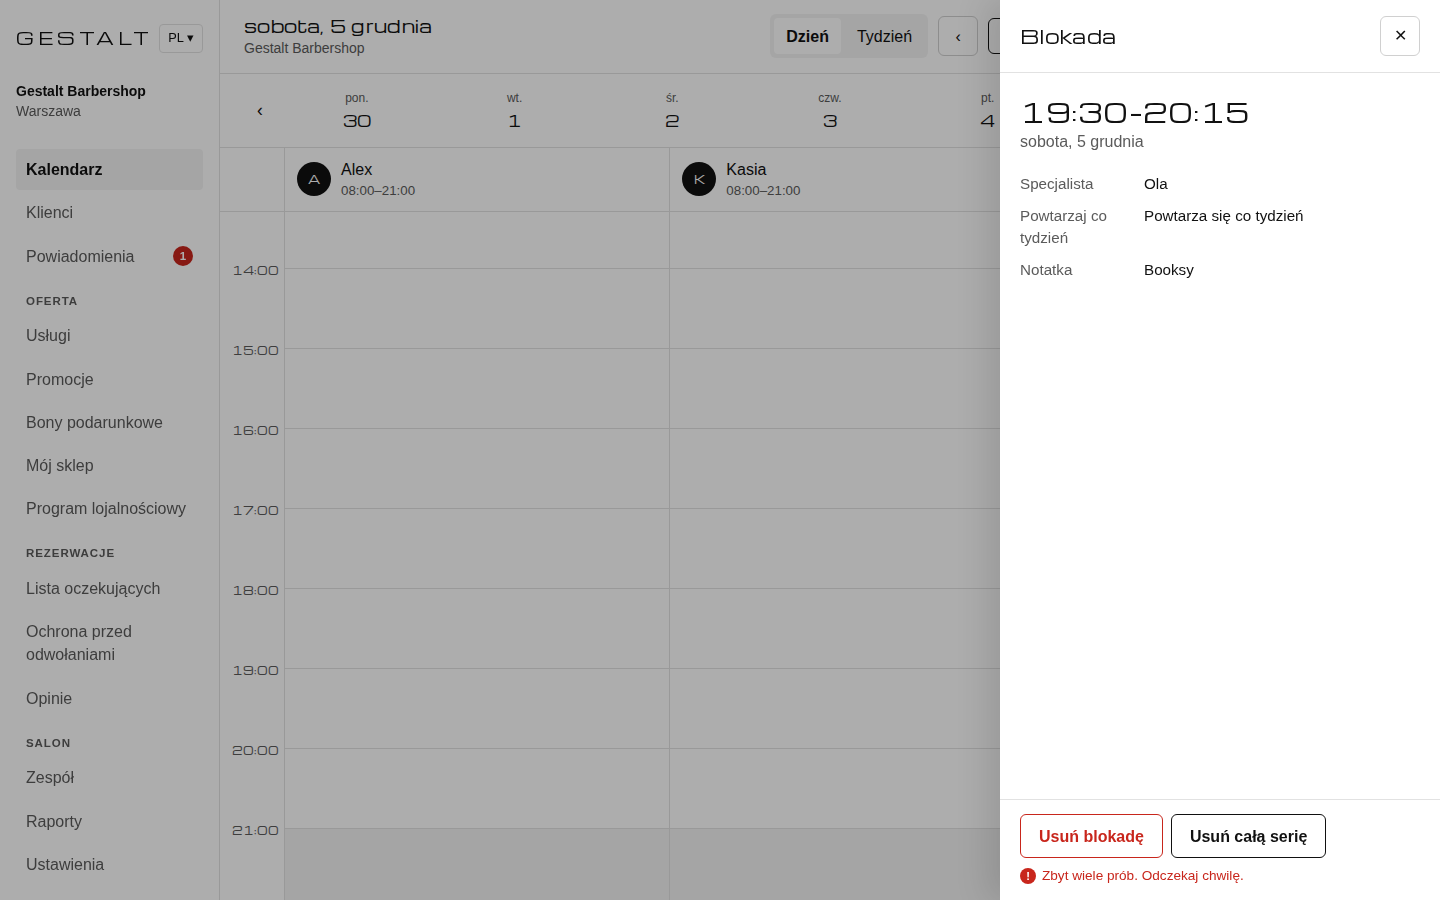 GESTALT
PL ▾
Gestalt Barbershop
Warszawa
Kalendarz
Klienci
Powiadomienia
1
OFERTA
Usługi
Promocje
Bony podarunkowe
Mój sklep
Program lojalnościowy
REZERWACJE
Lista oczekujących
Ochrona przed
odwołaniami
Opinie
SALON
Zespół
Raporty
Ustawienia
sobota, 5 grudnia
Gestalt Barbershop
Dzień
Tydzień
‹
‹
pon.
30
wt.
1
śr.
2
czw.
3
pt.
4
A
Alex
08:00–21:00
K
Kasia
08:00–21:00
14:00
15:00
16:00
17:00
18:00
19:00
20:00
21:00
Blokada
✕
19:30–20:15
sobota, 5 grudnia
Specjalista
Ola
Powtarzaj co
tydzień
Powtarza się co tydzień
Notatka
Booksy
Usuń blokadę
Usuń całą serię
! Zbyt wiele prób. Odczekaj chwilę.